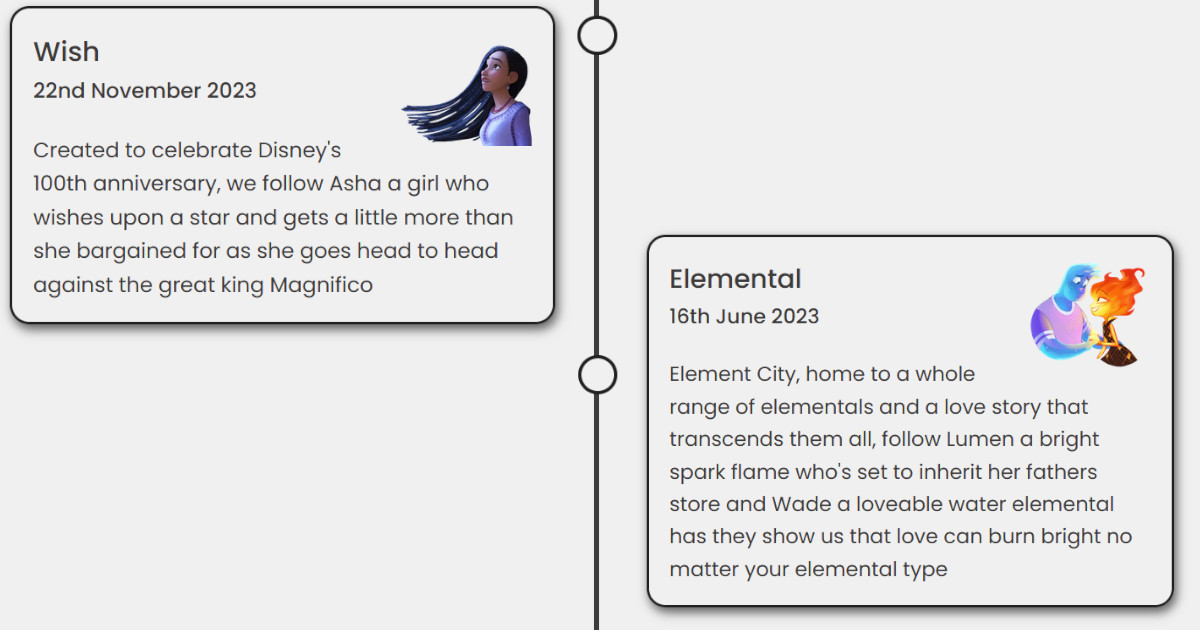 Wish
22nd November 2023
Created to celebrate Disney's
100th anniversary, we follow Asha a girl who
wishes upon a star and gets a little more than
she bargained for as she goes head to head
against the great king Magnifico
Elemental
16th June 2023
Element City, home to a whole
range of elementals and a love story that
transcends them all, follow Lumen a bright
spark flame who's set to inherit her fathers
store and Wade a loveable water elemental
has they show us that love can burn bright no
matter your elemental type